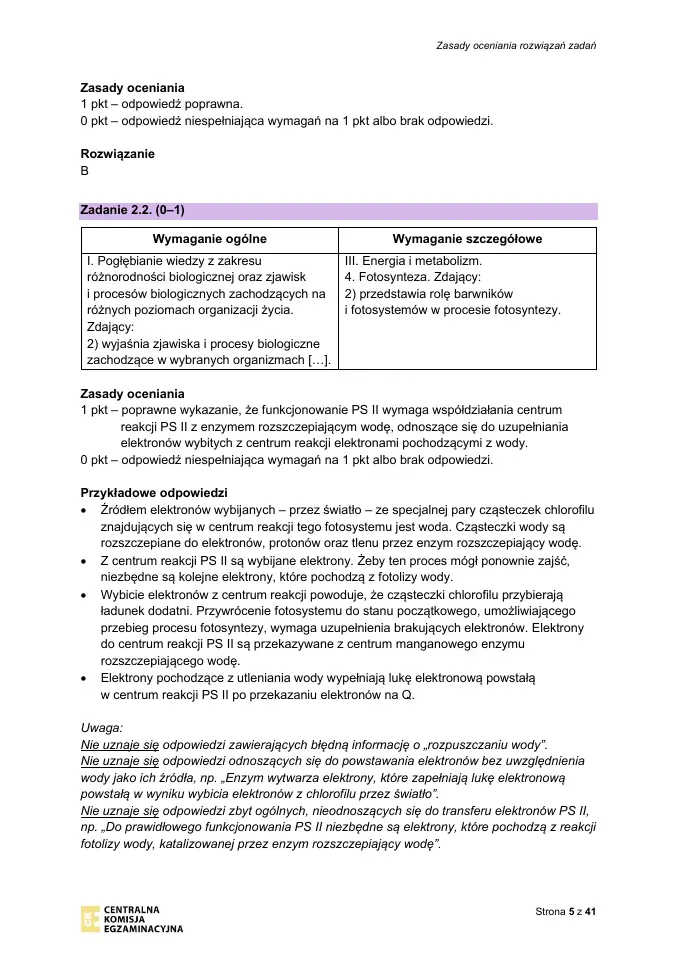 Zasady oceniania rozwiązań zadań
Zasady oceniania
1 pkt – odpowiedź poprawna.
0 pkt – odpowiedź niespełniająca wymagań na 1 pkt albo brak odpowiedzi.
Rozwiązanie
B
Zadanie 2.2. (0–1)
Wymaganie ogólne
I. Pogłębianie wiedzy z zakresu
różnorodności biologicznej oraz zjawisk
i procesów biologicznych zachodzących na
różnych poziomach organizacji życia.
Zdający:
2) wyjaśnia zjawiska i procesy biologiczne
zachodzące w wybranych organizmach […].
Wymaganie szczegółowe
III. Energia i metabolizm.
4. Fotosynteza. Zdający:
2) przedstawia rolę barwników
i fotosystemów w procesie fotosyntezy.
Zasady oceniania
1 pkt – poprawne wykazanie, że funkcjonowanie PS II wymaga współdziałania centrum
reakcji PS II z enzymem rozszczepiającym wodę, odnoszące się do uzupełniania
elektronów wybitych z centrum reakcji elektronami pochodzącymi z wody.
0 pkt – odpowiedź niespełniająca wymagań na 1 pkt albo brak odpowiedzi.
Przykładowe odpowiedzi
• Źródłem elektronów wybijanych – przez światło – ze specjalnej pary cząsteczek chlorofilu
znajdujących się w centrum reakcji tego fotosystemu jest woda. Cząsteczki wody są
rozszczepiane do elektronów, protonów oraz tlenu przez enzym rozszczepiający wodę.
• Z centrum reakcji PS II są wybijane elektrony. Żeby ten proces mógł ponownie zajść,
niezbędne są kolejne elektrony, które pochodzą z fotolizy wody.
• Wybicie elektronów z centrum reakcji powoduje, że cząsteczki chlorofilu przybierają
ładunek dodatni. Przywrócenie fotosystemu do stanu początkowego, umożliwiającego
przebieg procesu fotosyntezy, wymaga uzupełnienia brakujących elektronów. Elektrony
do centrum reakcji PS II są przekazywane z centrum manganowego enzymu
rozszczepiającego wodę.
• Elektrony pochodzące z utleniania wody wypełniają lukę elektronową powstałą
w centrum reakcji PS II po przekazaniu elektronów na Q.
Uwaga:
Nie uznaje się odpowiedzi zawierających błędną informację o „rozpuszczaniu wody”.
Nie uznaje się odpowiedzi odnoszących się do powstawania elektronów bez uwzględnienia
wody jako ich źródła, np. „Enzym wytwarza elektrony, które zapełniają lukę elektronową
powstałą w wyniku wybicia elektronów z chlorofilu przez światło”.
Nie uznaje się odpowiedzi zbyt ogólnych, nieodnoszących się do transferu elektronów PS II,
np. „Do prawidłowego funkcjonowania PS II niezbędne są elektrony, które pochodzą z reakcji
fotolizy wody, katalizowanej przez enzym rozszczepiający wodę”.
CENTRALNA
KOMISJA
EGZAMINACYJNA
Strona 5 z 41